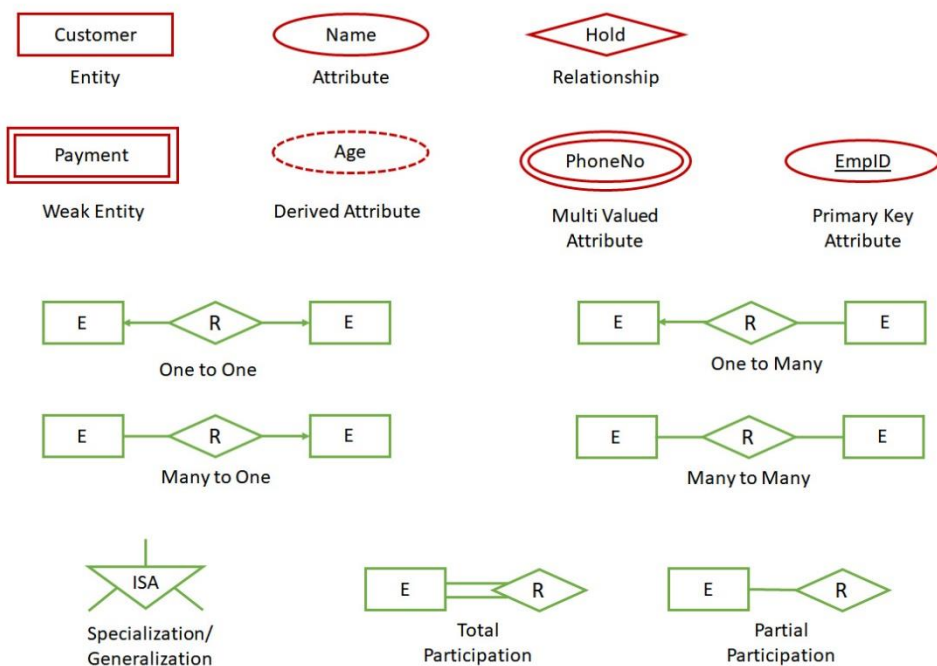 Customer
Name
Hold
Entity
Attribute
Relationship
Payment
Age
PhoneNo
EmpID
Weak Entity
Derived Attribute
Multi Valued
Attribute
Primary Key
Attribute
E
R
E
One to One
E
R
E
One to Many
E
R
E
Many to One
E
R
E
Many to Many
ISA
Specialization/
Generalization
E
R
Total
Participation
E
R
Partial
Participation